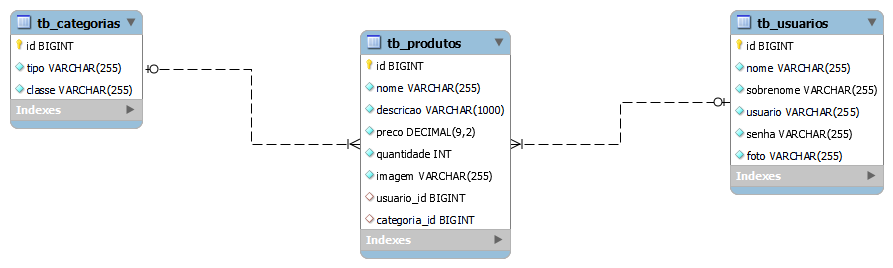 tb_categorias
id BIGINT
tipo VARCHAR(255)
classe VARCHAR(255)
Indexes
tb_produtos
id BIGINT
nome VARCHAR(255)
descricao VARCHAR(1000)
preco DECIMAL(9,2)
quantidade INT
imagem VARCHAR(255)
usuario_id BIGINT
categoria_id BIGINT
Indexes
tb_usuarios
id BIGINT
nome VARCHAR(255)
sobrenome VARCHAR(255)
usuario VARCHAR(255)
senha VARCHAR(255)
foto VARCHAR(255)
Indexes